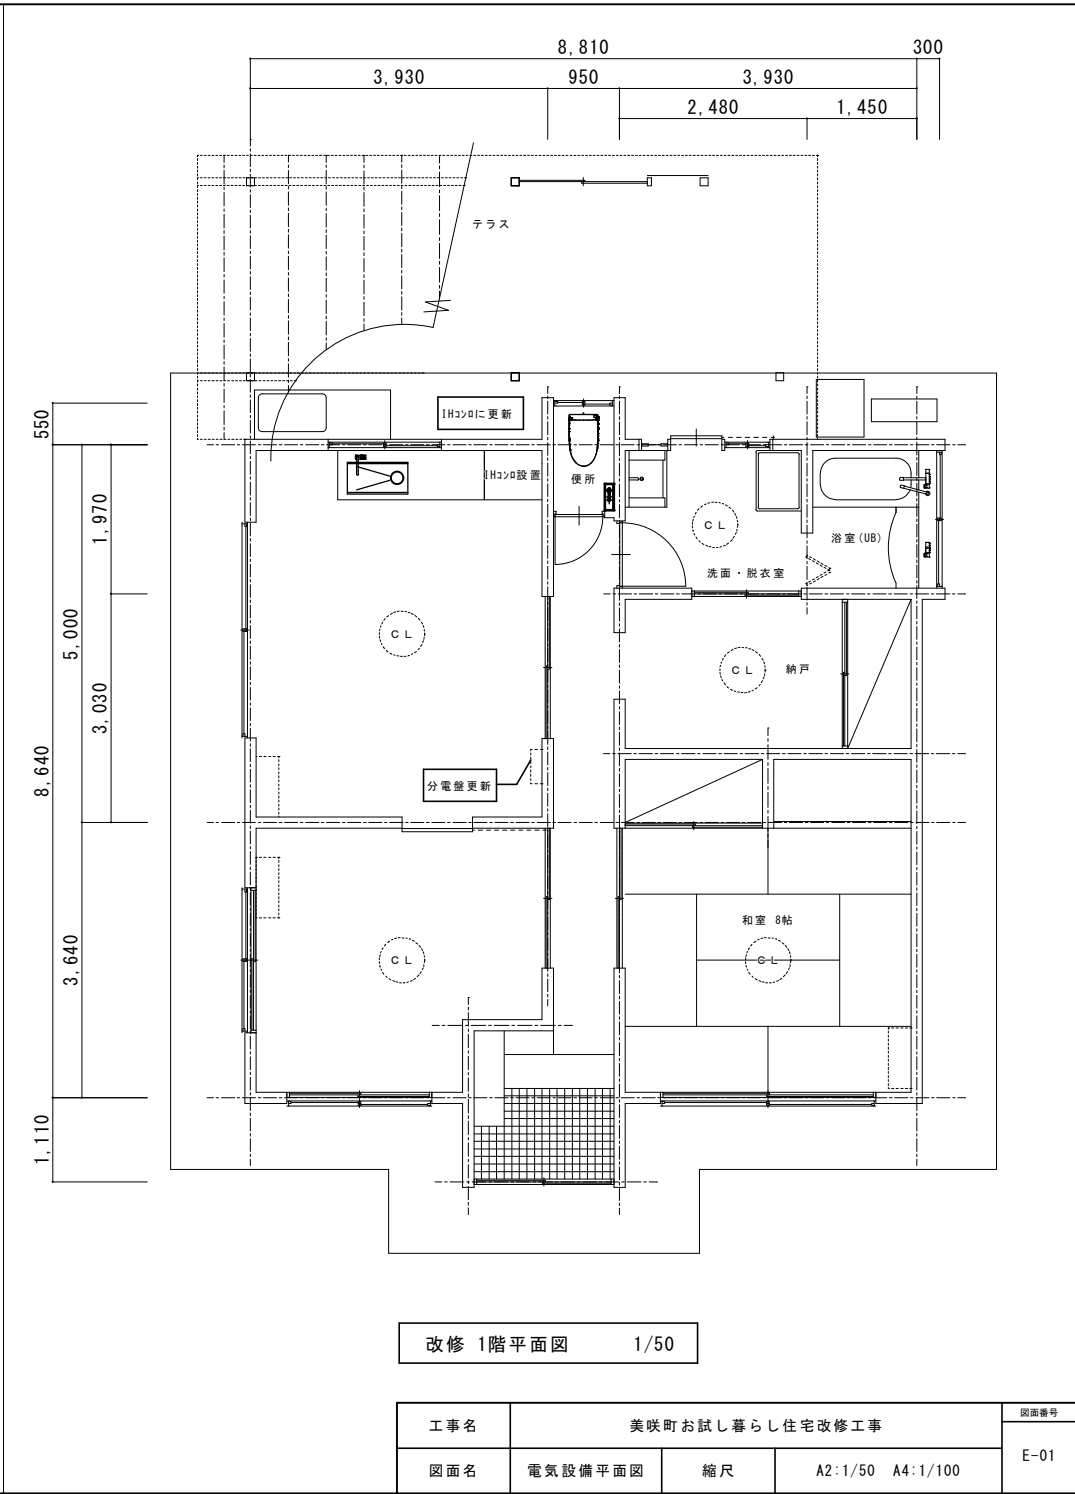 8,810
300
3,930
950
3,930
2,480
1,450
テラス
550
IHｺﾝﾛに更新
IHｺﾝﾛ設置
便所
1,970
CL
浴室(UB)
洗面・脱衣室
5,000
CL
3,030
CL
納戸
8,640
分電盤更新
和室 8帖
CL
CL
3,640
1,110
改修 1階平面図 1/50
工事名
美咲町お試し暮らし住宅改修工事
図面番号
E-01
図面名
電気設備平面図
縮尺
A2:1/50 A4:1/100